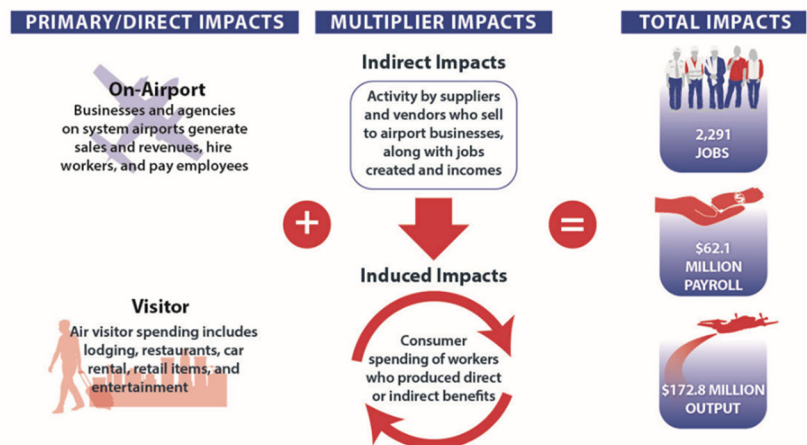 PRIMARY/DIRECT IMPACTS
On-Airport
Businesses and agencies
on system airports generate
sales and revenues, hire
workers, and pay employees
Visitor
Air visitor spending includes
lodging, restaurants, car
rental, retail items, and
entertainment
+
MULTIPLIER IMPACTS
Indirect Impacts
Activity by suppliers
and vendors who sell
to airport businesses,
along with jobs
created and incomes
Induced Impacts
Consumer
spending of workers
who produced direct
or indirect benefits
=
TOTAL IMPACTS
2,291
JOBS
$
$62.1
MILLION
PAYROLL
$172.8 MILLION
OUTPUT